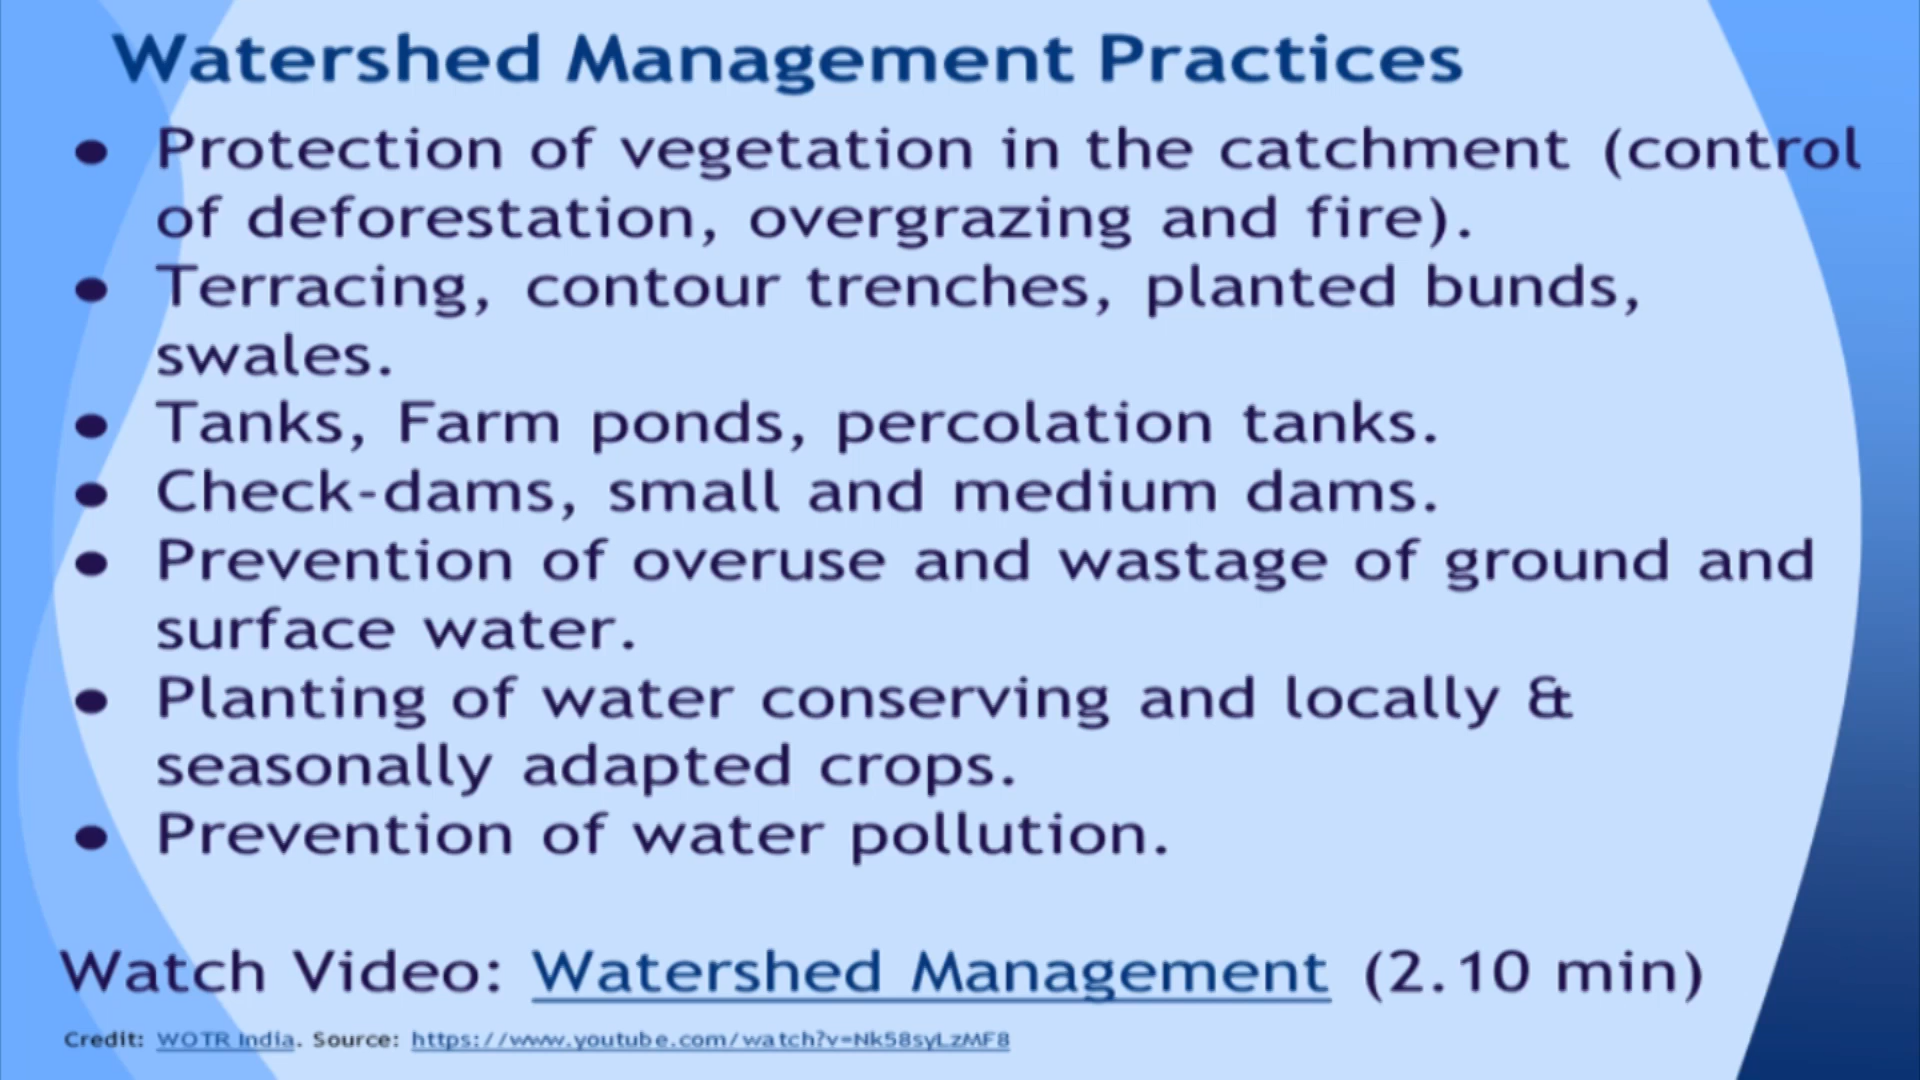 Watershed Management Practices
● Protection of vegetation in the catchment (control
of deforestation, overgrazing and fire).
● Terracing, contour trenches, planted bunds,
swales.
● Tanks, Farm ponds, percolation tanks.
● Check-dams, small and medium dams.
● Prevention of overuse and wastage of ground and
surface water.
● Planting of water conserving and locally &
seasonally adapted crops.
● Prevention of water pollution.
Watch Video: Watershed Management (2.10 min)
Credit: WOTR India. Source: https://www.youtube.com/watch?v=Nk58syLzMF8